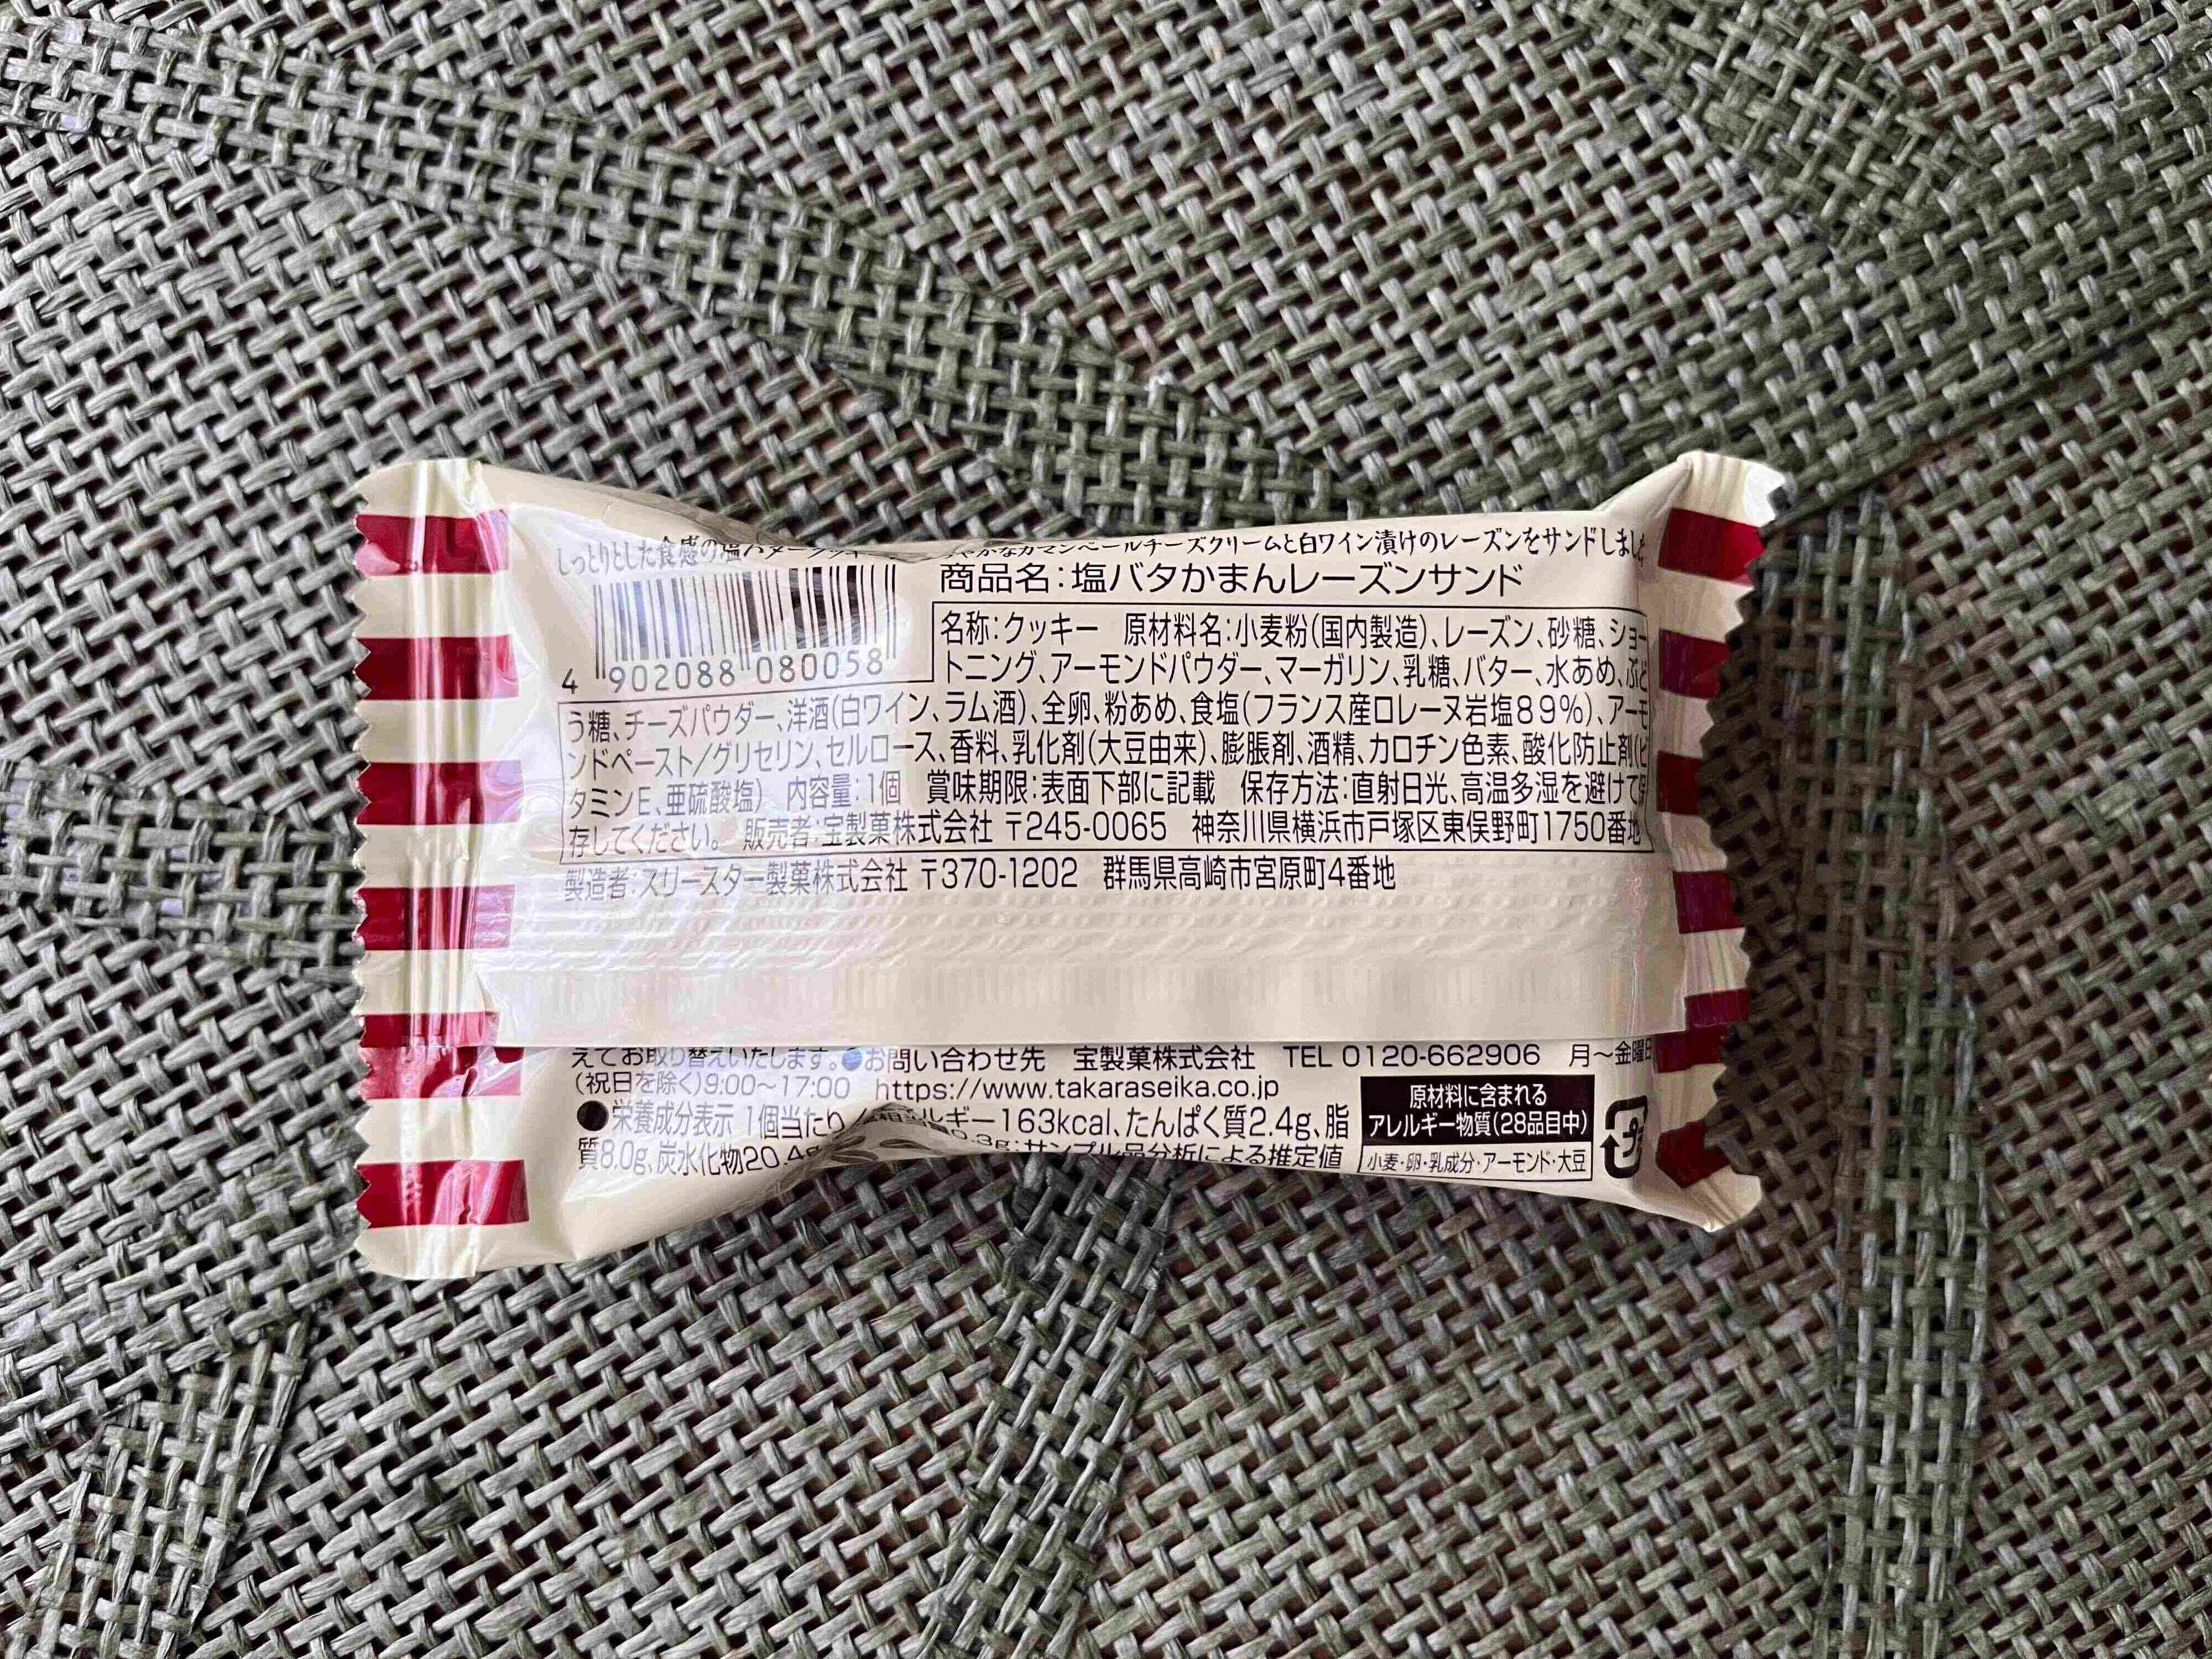 しっとりとした食感の塩バタークッキー カマンベールチーズクリームと白ワイン漬けのレーズンをサンドしまし
商品名:塩バタかまんレーズンサンド
4 902088 080058
名称:クッキー 原材料名:小麦粉(国内製造)、レーズン、砂糖、ショー
トニング、アーモンドパウダー、マーガリン、乳糖、バター、水あめ、ぶど
う糖、チーズパウダー、洋酒(白ワイン、ラム酒)、全卵、粉あめ、食塩(フランス産ロレーヌ岩塩89%)、アーモ
ンドペースト/グリセリン、セルロース、香料、乳化剤(大豆由来)、膨脹剤、酒精、カロチン色素、酸化防止剤(ビ
タミンE、亜硫酸塩) 内容量:1個 賞味期限:表面下部に記載 保存方法:直射日光、高温多湿を避けて保
存してください。 販売者:宝製菓株式会社 〒245-0065 神奈川県横浜市戸塚区東俣野町1750番地
製造者:スリースター製菓株式会社 〒370-1202 群馬県高崎市宮原町4番地
えてお取り替えいたします。●お問い合わせ先 宝製菓株式会社 TEL 0120-662906 月～金曜日
(祝日を除く)9:00～17:00 https://www.takaraseika.co.jp
●栄養成分表示 1個当たり ルギー163kcal、たんぱく質2.4g、脂
質8.0g、炭水化物20.4g 0.3g:サンプル品分析による推定値
原材料に含まれる
アレルギー物質(28品目中)
小麦・卵・乳成分・アーモンド・大豆
プラ